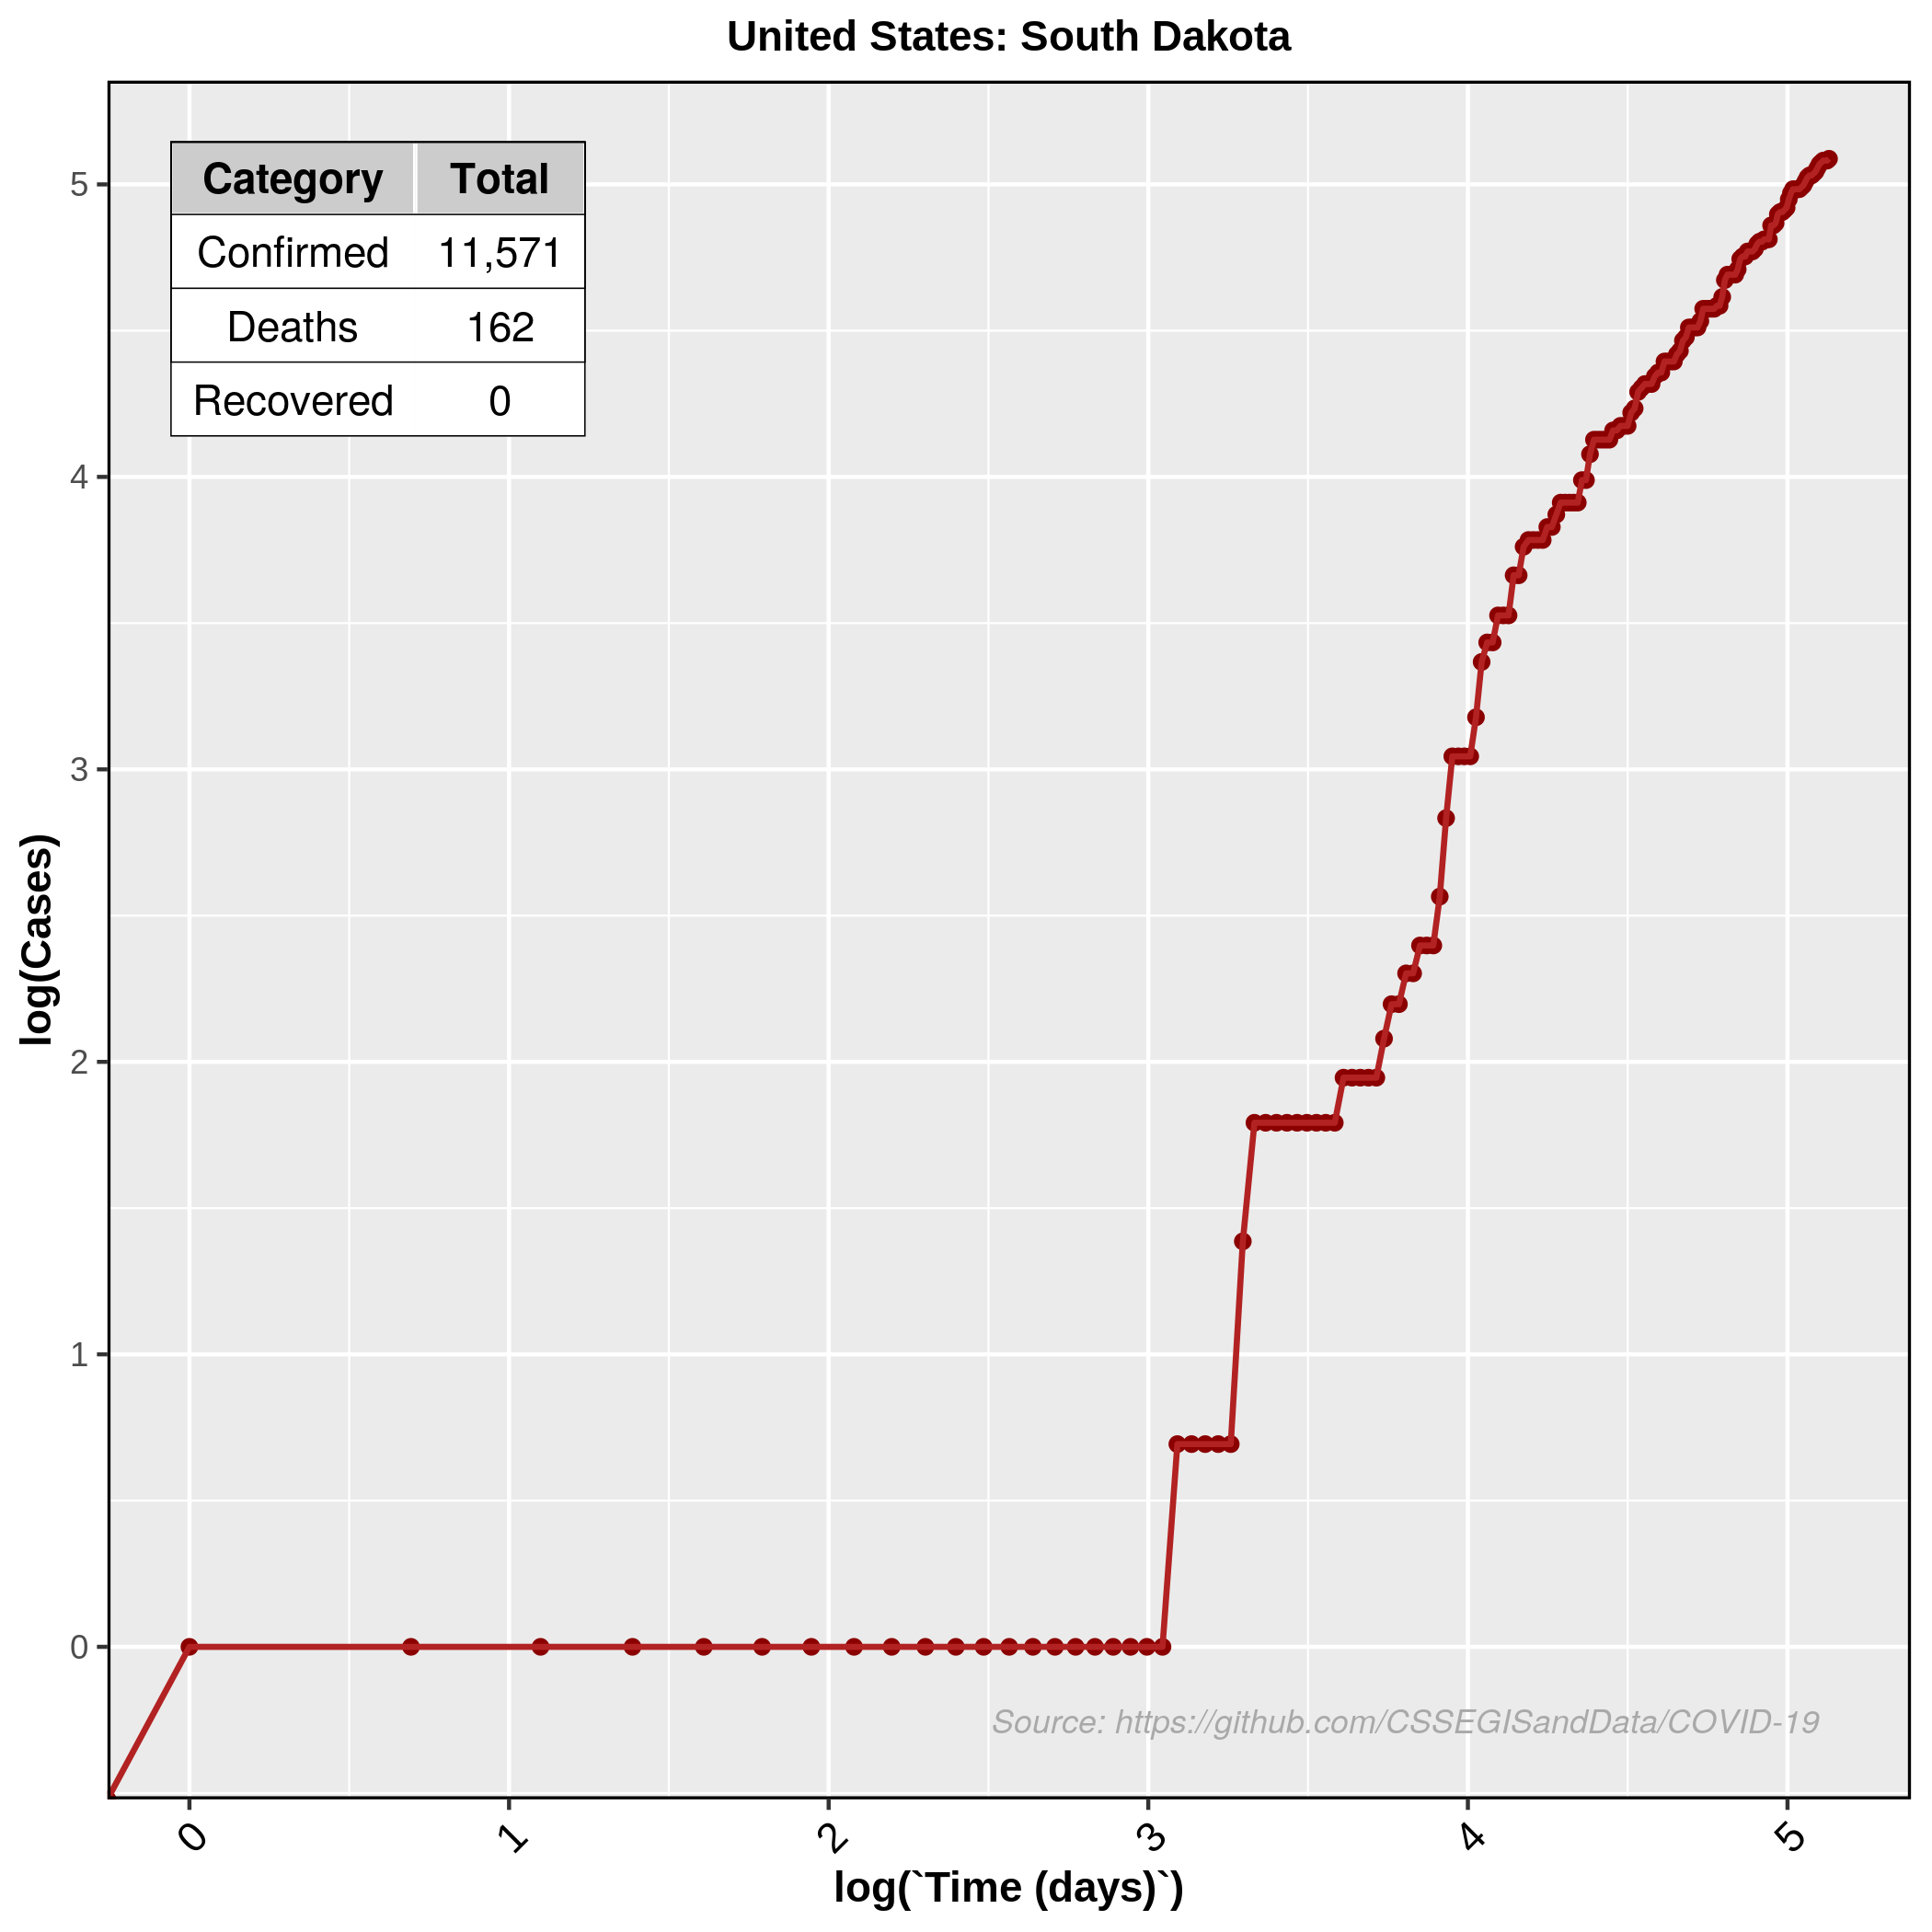 United States: South Dakota
Category Total
Confirmed 11,571
Deaths 162
Recovered 0
5
4
3
2
1
0
log(Cases)
Source: https://github.com/CSSEGISandData/COVID-19
0 1 2 3 4 5
log(`Time (days)`)